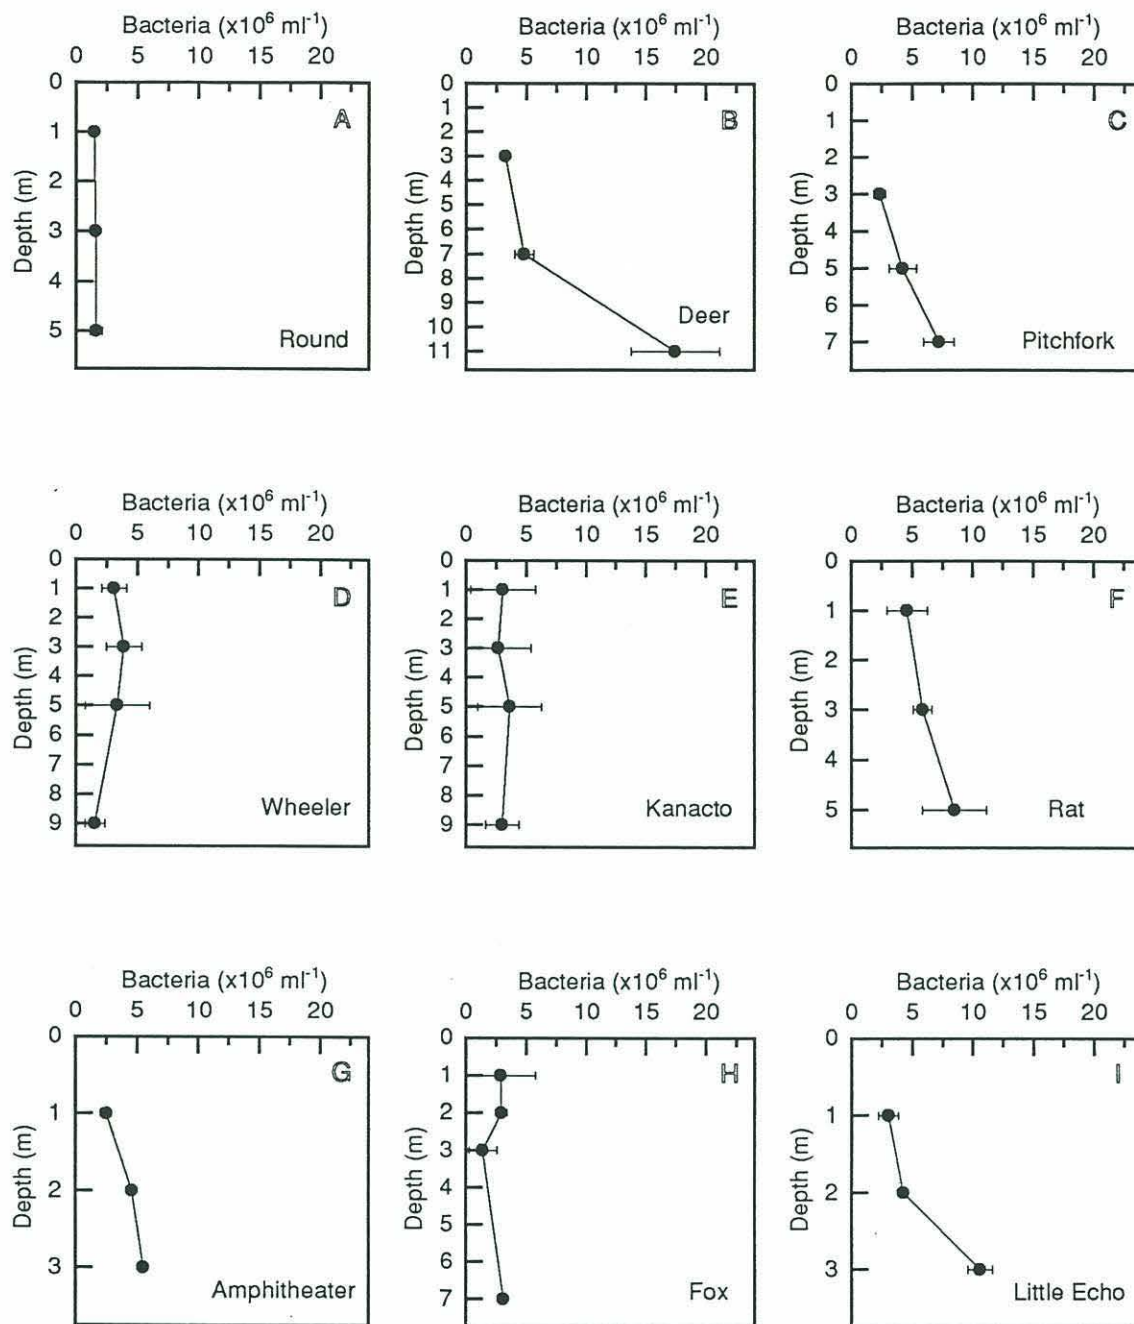 Bacteria (x10⁶ ml⁻¹)
0 5 10 15 20
0
1
2
3
4
5
Depth (m)
A
Round
Bacteria (x10⁶ ml⁻¹)
0 5 10 15 20
0
1
2
3
4
5
6
7
8
9
10
11
Depth (m)
B
Deer
Bacteria (x10⁶ ml⁻¹)
0 5 10 15 20
0
1
2
3
4
5
6
7
Depth (m)
C
Pitchfork
Bacteria (x10⁶ ml⁻¹)
0 5 10 15 20
0
1
2
3
4
5
6
7
8
9
Depth (m)
D
Wheeler
Bacteria (x10⁶ ml⁻¹)
0 5 10 15 20
0
1
2
3
4
5
6
7
8
9
Depth (m)
E
Kanacto
Bacteria (x10⁶ ml⁻¹)
0 5 10 15 20
0
1
2
3
4
5
Depth (m)
F
Rat
Bacteria (x10⁶ ml⁻¹)
0 5 10 15 20
0
1
2
3
Depth (m)
G
Amphitheater
Bacteria (x10⁶ ml⁻¹)
0 5 10 15 20
0
1
2
3
4
5
6
7
Depth (m)
H
Fox
Bacteria (x10⁶ ml⁻¹)
0 5 10 15 20
0
1
2
3
Depth (m)
I
Little Echo